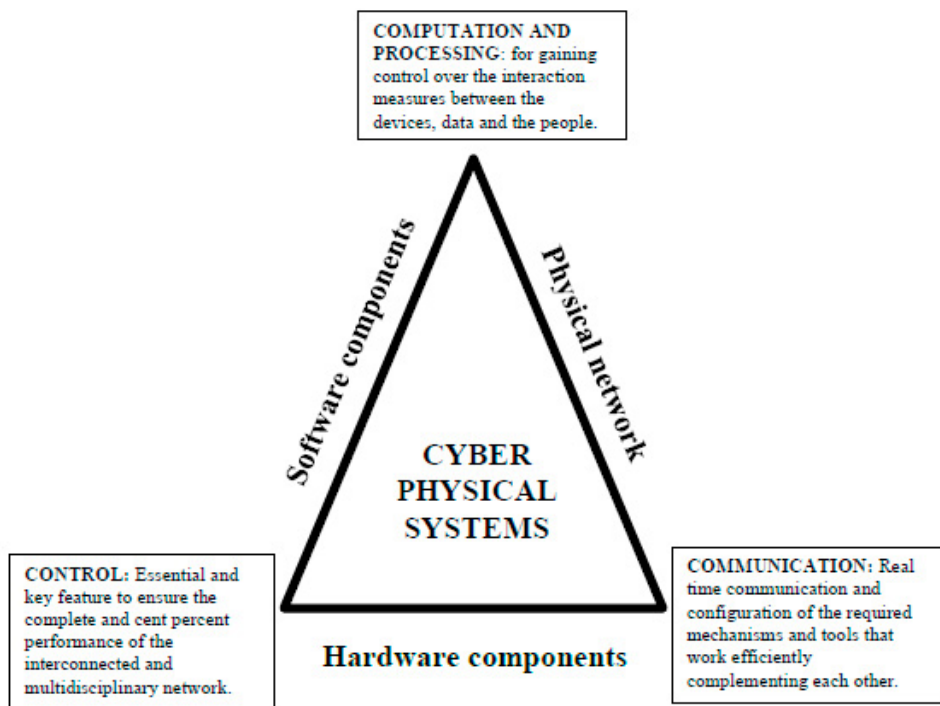 COMPUTATION AND
PROCESSING: for gaining
control over the interaction
measures between the
devices, data and the people.
Software components
Physical network
CYBER
PHYSICAL
SYSTEMS
CONTROL: Essential and
key feature to ensure the
complete and cent percent
performance of the
interconnected and
multidisciplinary network.
Hardware components
COMMUNICATION: Real
time communication and
configuration of the required
mechanisms and tools that
work efficiently
complementing each other.